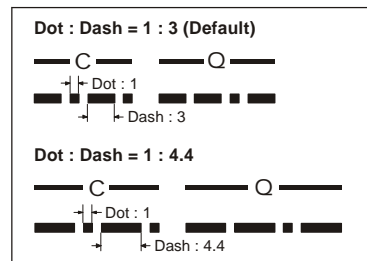 Dot : Dash = 1 : 3 (Default)
C Q
Dot : 1
Dash : 3
Dot : Dash = 1 : 4.4
C Q
Dot : 1
Dash : 4.4